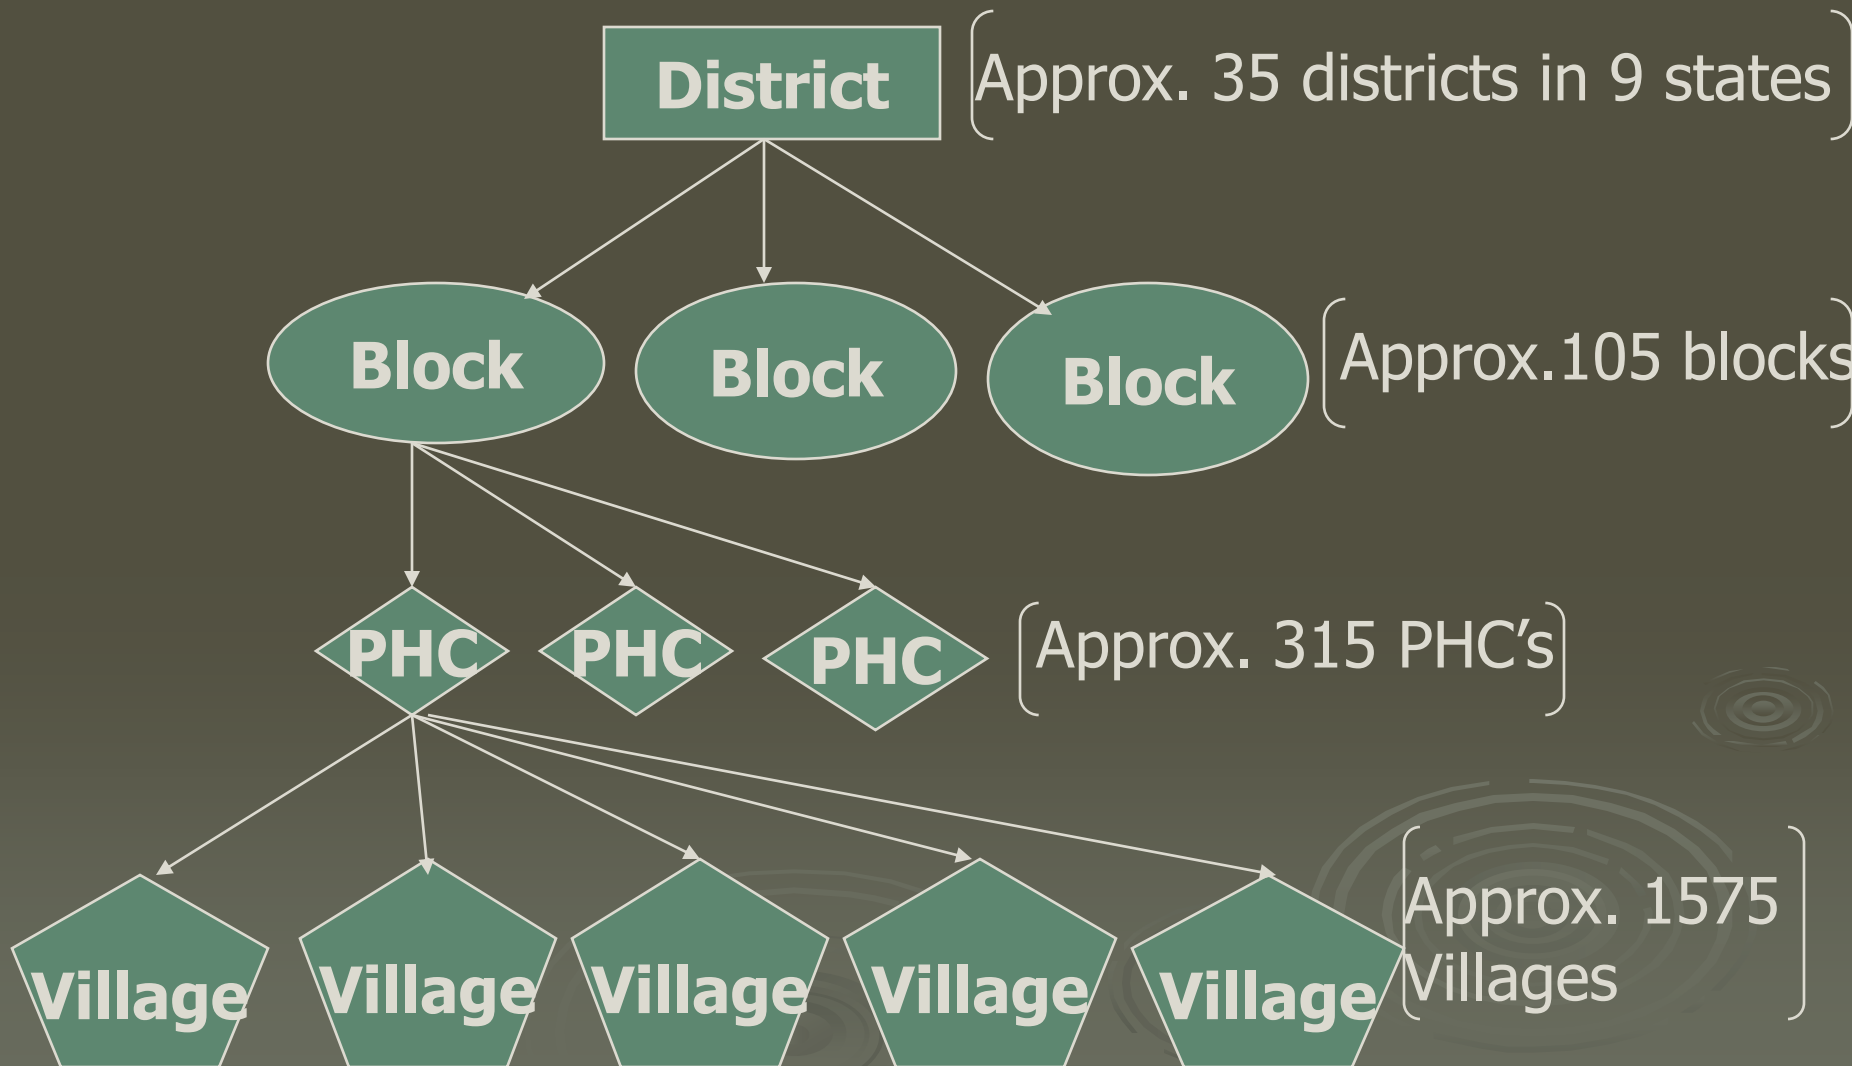 District
Approx. 35 districts in 9 states
Block
Block
Block
Approx.105 blocks
PHC
PHC
PHC
Approx. 315 PHC’s
Village
Village
Village
Village
Village
Approx. 1575
Villages